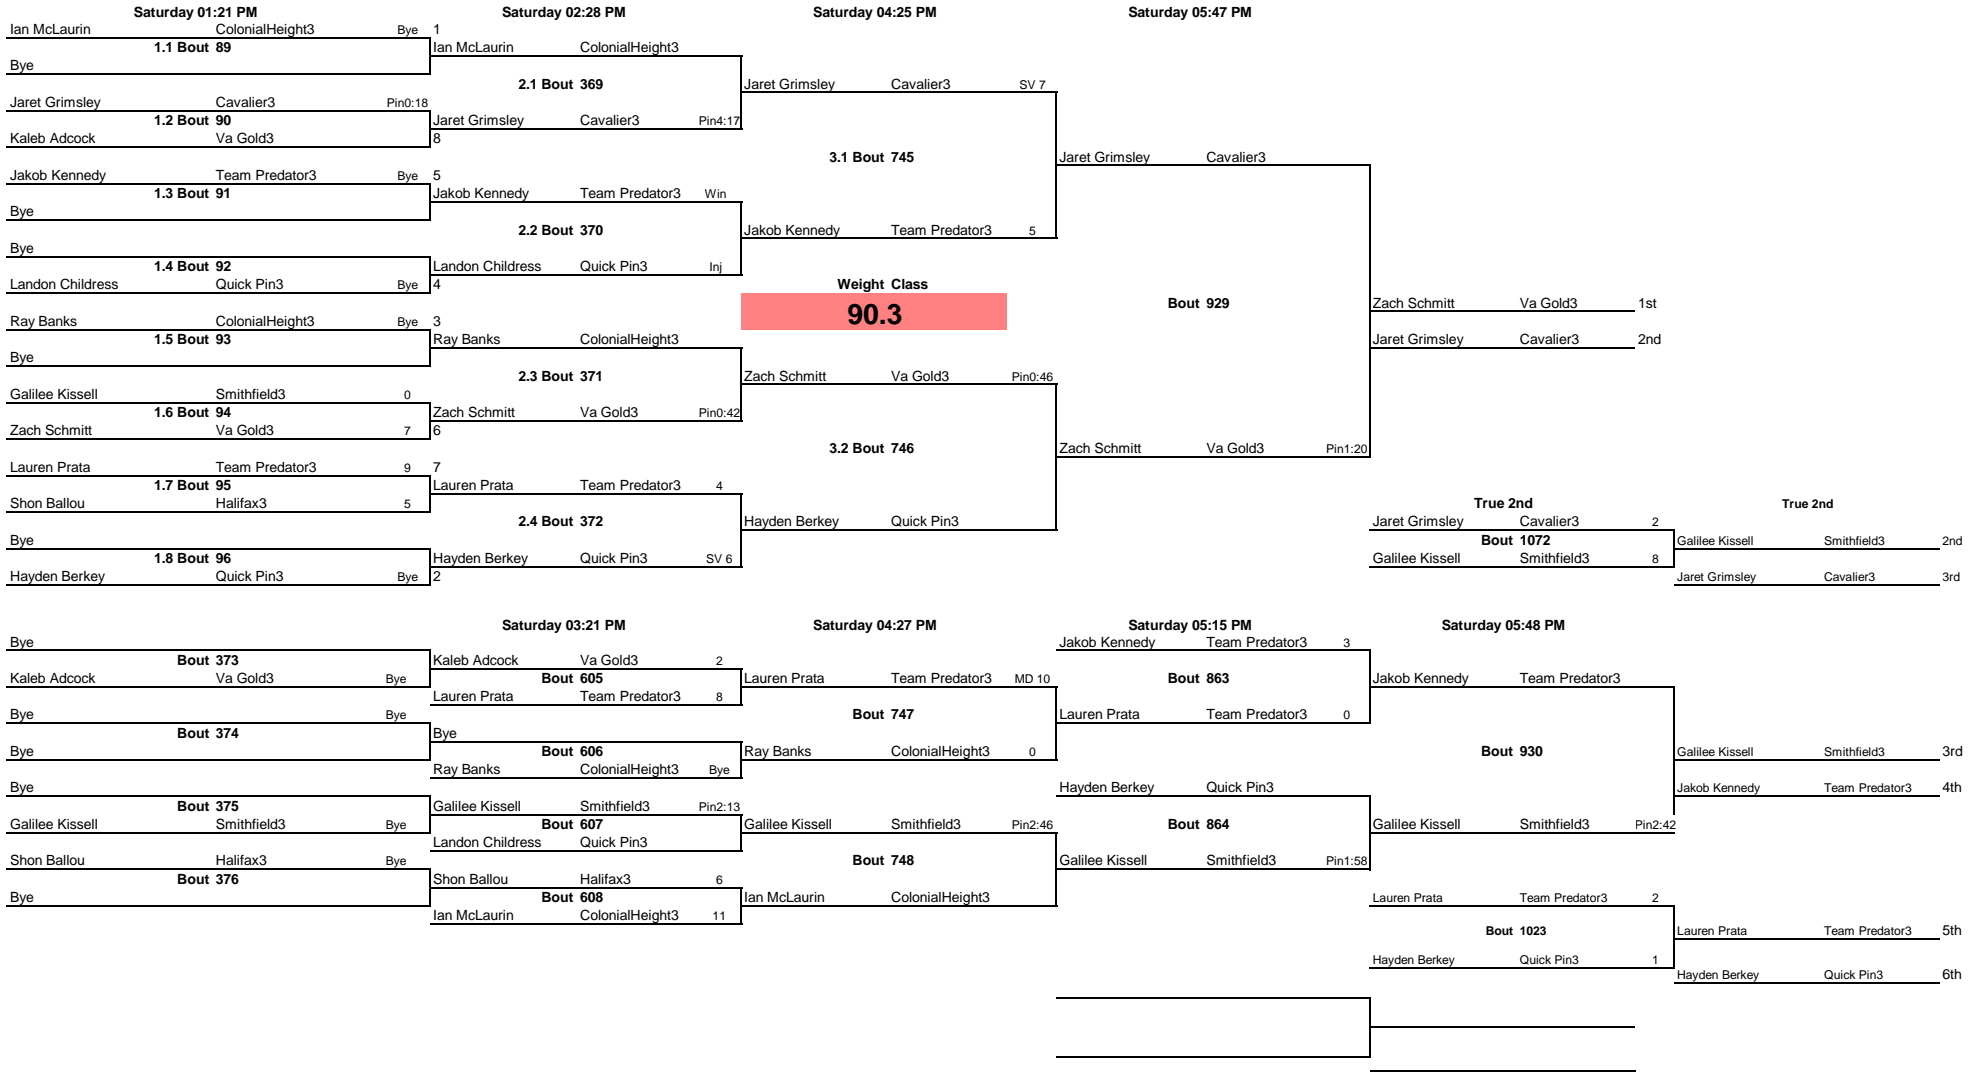 Saturday 01:21 PM Saturday 02:28 PM Saturday 04:25 PM Saturday 05:47 PM
Ian McLaurin ColonialHeight3 Bye 1
1.1 Bout 89 Ian McLaurin ColonialHeight3
Bye
2.1 Bout 369 Jaret Grimsley Cavalier3 SV 7
Jaret Grimsley Cavalier3 Pin0:18
1.2 Bout 90 Jaret Grimsley Cavalier3 Pin4:17
Kaleb Adcock Va Gold3 8
3.1 Bout 745 Jaret Grimsley Cavalier3
Jakob Kennedy Team Predator3 Bye 5
1.3 Bout 91 Jakob Kennedy Team Predator3 Win
Bye
2.2 Bout 370 Jakob Kennedy Team Predator3 5
Bye
1.4 Bout 92 Landon Childress Quick Pin3 Inj
Landon Childress Quick Pin3 Bye 4 Weight Class
90.3 Bout 929 Zach Schmitt Va Gold3 1st
Ray Banks ColonialHeight3 Bye 3
1.5 Bout 93 Ray Banks ColonialHeight3 Jaret Grimsley Cavalier3 2nd
Bye
2.3 Bout 371 Zach Schmitt Va Gold3 Pin0:46
Galilee Kissell Smithfield3 0
1.6 Bout 94 Zach Schmitt Va Gold3 Pin0:42
Zach Schmitt Va Gold3 7 6
3.2 Bout 746 Zach Schmitt Va Gold3 Pin1:20
Lauren Prata Team Predator3 9 7
1.7 Bout 95 Lauren Prata Team Predator3 4
Shon Ballou Halifax3 5 True 2nd True 2nd
2.4 Bout 372 Hayden Berkey Quick Pin3 Jaret Grimsley Cavalier3 2
Bye Bout 1072 Galilee Kissell Smithfield3 2nd
1.8 Bout 96 Hayden Berkey Quick Pin3 SV 6 Galilee Kissell Smithfield3 8
Hayden Berkey Quick Pin3 Bye 2 Jaret Grimsley Cavalier3 3rd
Saturday 03:21 PM Saturday 04:27 PM Saturday 05:15 PM Saturday 05:48 PM
Bye Jakob Kennedy Team Predator3 3
Bout 373 Kaleb Adcock Va Gold3 2
Kaleb Adcock Va Gold3 Bye Bout 605 Lauren Prata Team Predator3 MD 10 Bout 863 Jakob Kennedy Team Predator3
Lauren Prata Team Predator3 8
Bye Bye Bout 747 Lauren Prata Team Predator3 0
Bout 374 Bye
Bye Bout 606 Ray Banks ColonialHeight3 0 Bout 930 Galilee Kissell Smithfield3 3rd
Ray Banks ColonialHeight3 Bye
Bye Hayden Berkey Quick Pin3 Jakob Kennedy Team Predator3 4th
Bout 375 Galilee Kissell Smithfield3 Pin2:13
Galilee Kissell Smithfield3 Bye Bout 607 Galilee Kissell Smithfield3 Pin2:46 Bout 864 Galilee Kissell Smithfield3 Pin2:42
Landon Childress Quick Pin3
Shon Ballou Halifax3 Bye Bout 748 Galilee Kissell Smithfield3 Pin1:58
Bout 376 Shon Ballou Halifax3 6
Bye Bout 608 Ian McLaurin ColonialHeight3 Lauren Prata Team Predator3 2
Ian McLaurin ColonialHeight3 11
Bout 1023 Lauren Prata Team Predator3 5th
Hayden Berkey Quick Pin3 1
Hayden Berkey Quick Pin3 6th